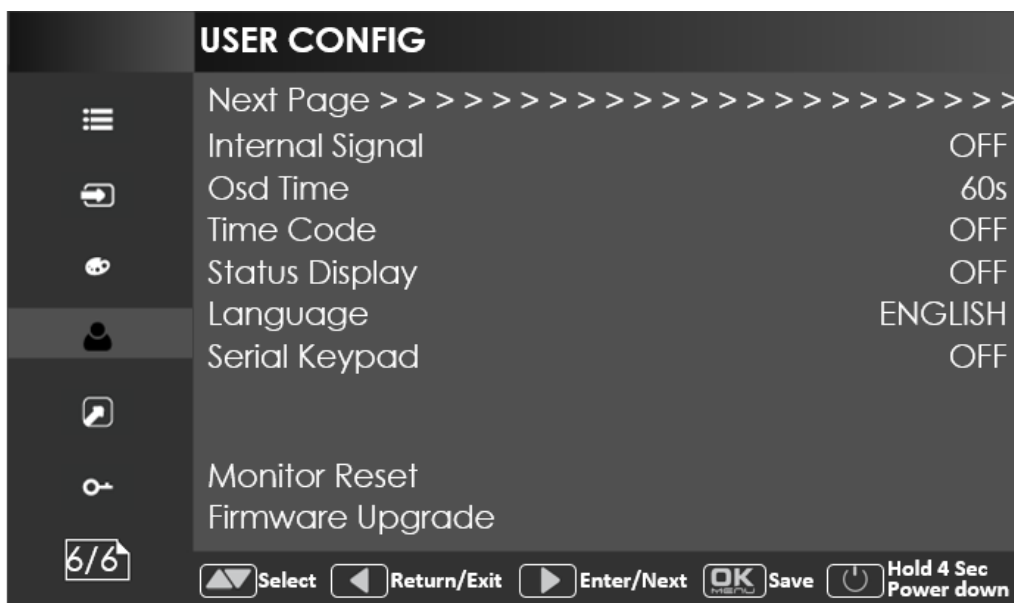 USER CONFIG
Next Page > > > > > > > > > > > > > > > > > > > > > > >
Internal Signal OFF
Osd Time 60s
Time Code OFF
Status Display OFF
Language ENGLISH
Serial Keypad OFF
Monitor Reset
Firmware Upgrade
6/6
Select Return/Exit Enter/Next OK MENU Save Hold 4 Sec
Power down